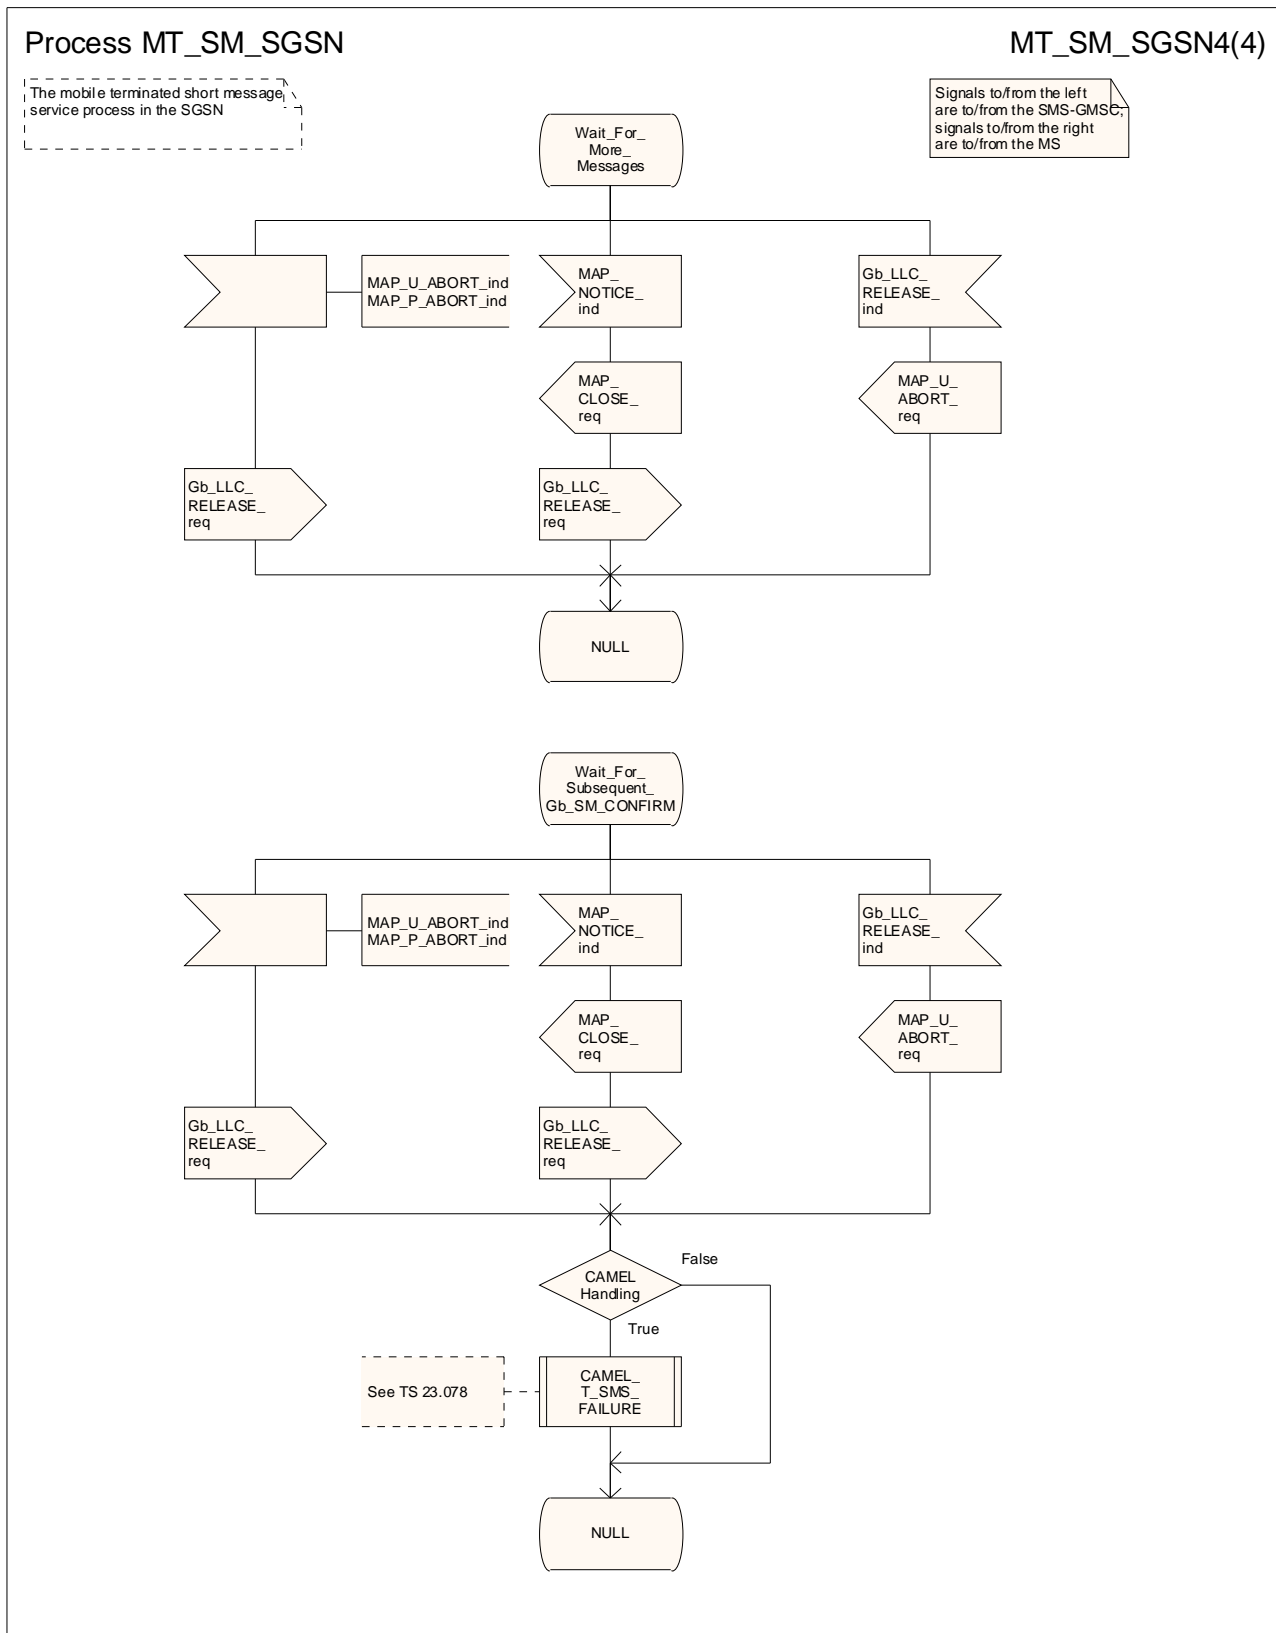 Process MT_SM_SGSN
MT_SM_SGSN4(4)
The mobile terminated short message
service process in the SGSN
Signals to/from the left
are to/from the SMS-GMSC;
signals to/from the right
are to/from the MS
Wait_For_
More_
Messages
MAP_U_ABORT_ind
MAP_P_ABORT_ind
MAP_
NOTICE_
ind
Gb_LLC_
RELEASE_
ind
MAP_
CLOSE_
req
MAP_U_
ABORT_
req
Gb_LLC_
RELEASE_
req
Gb_LLC_
RELEASE_
req
NULL
Wait_For_
Subsequent_
Gb_SM_CONFIRM
MAP_U_ABORT_ind
MAP_P_ABORT_ind
MAP_
NOTICE_
ind
Gb_LLC_
RELEASE_
ind
MAP_
CLOSE_
req
MAP_U_
ABORT_
req
Gb_LLC_
RELEASE_
req
Gb_LLC_
RELEASE_
req
False
CAMEL
Handling
True
See TS 23.078
CAMEL_
T_SMS_
FAILURE
NULL